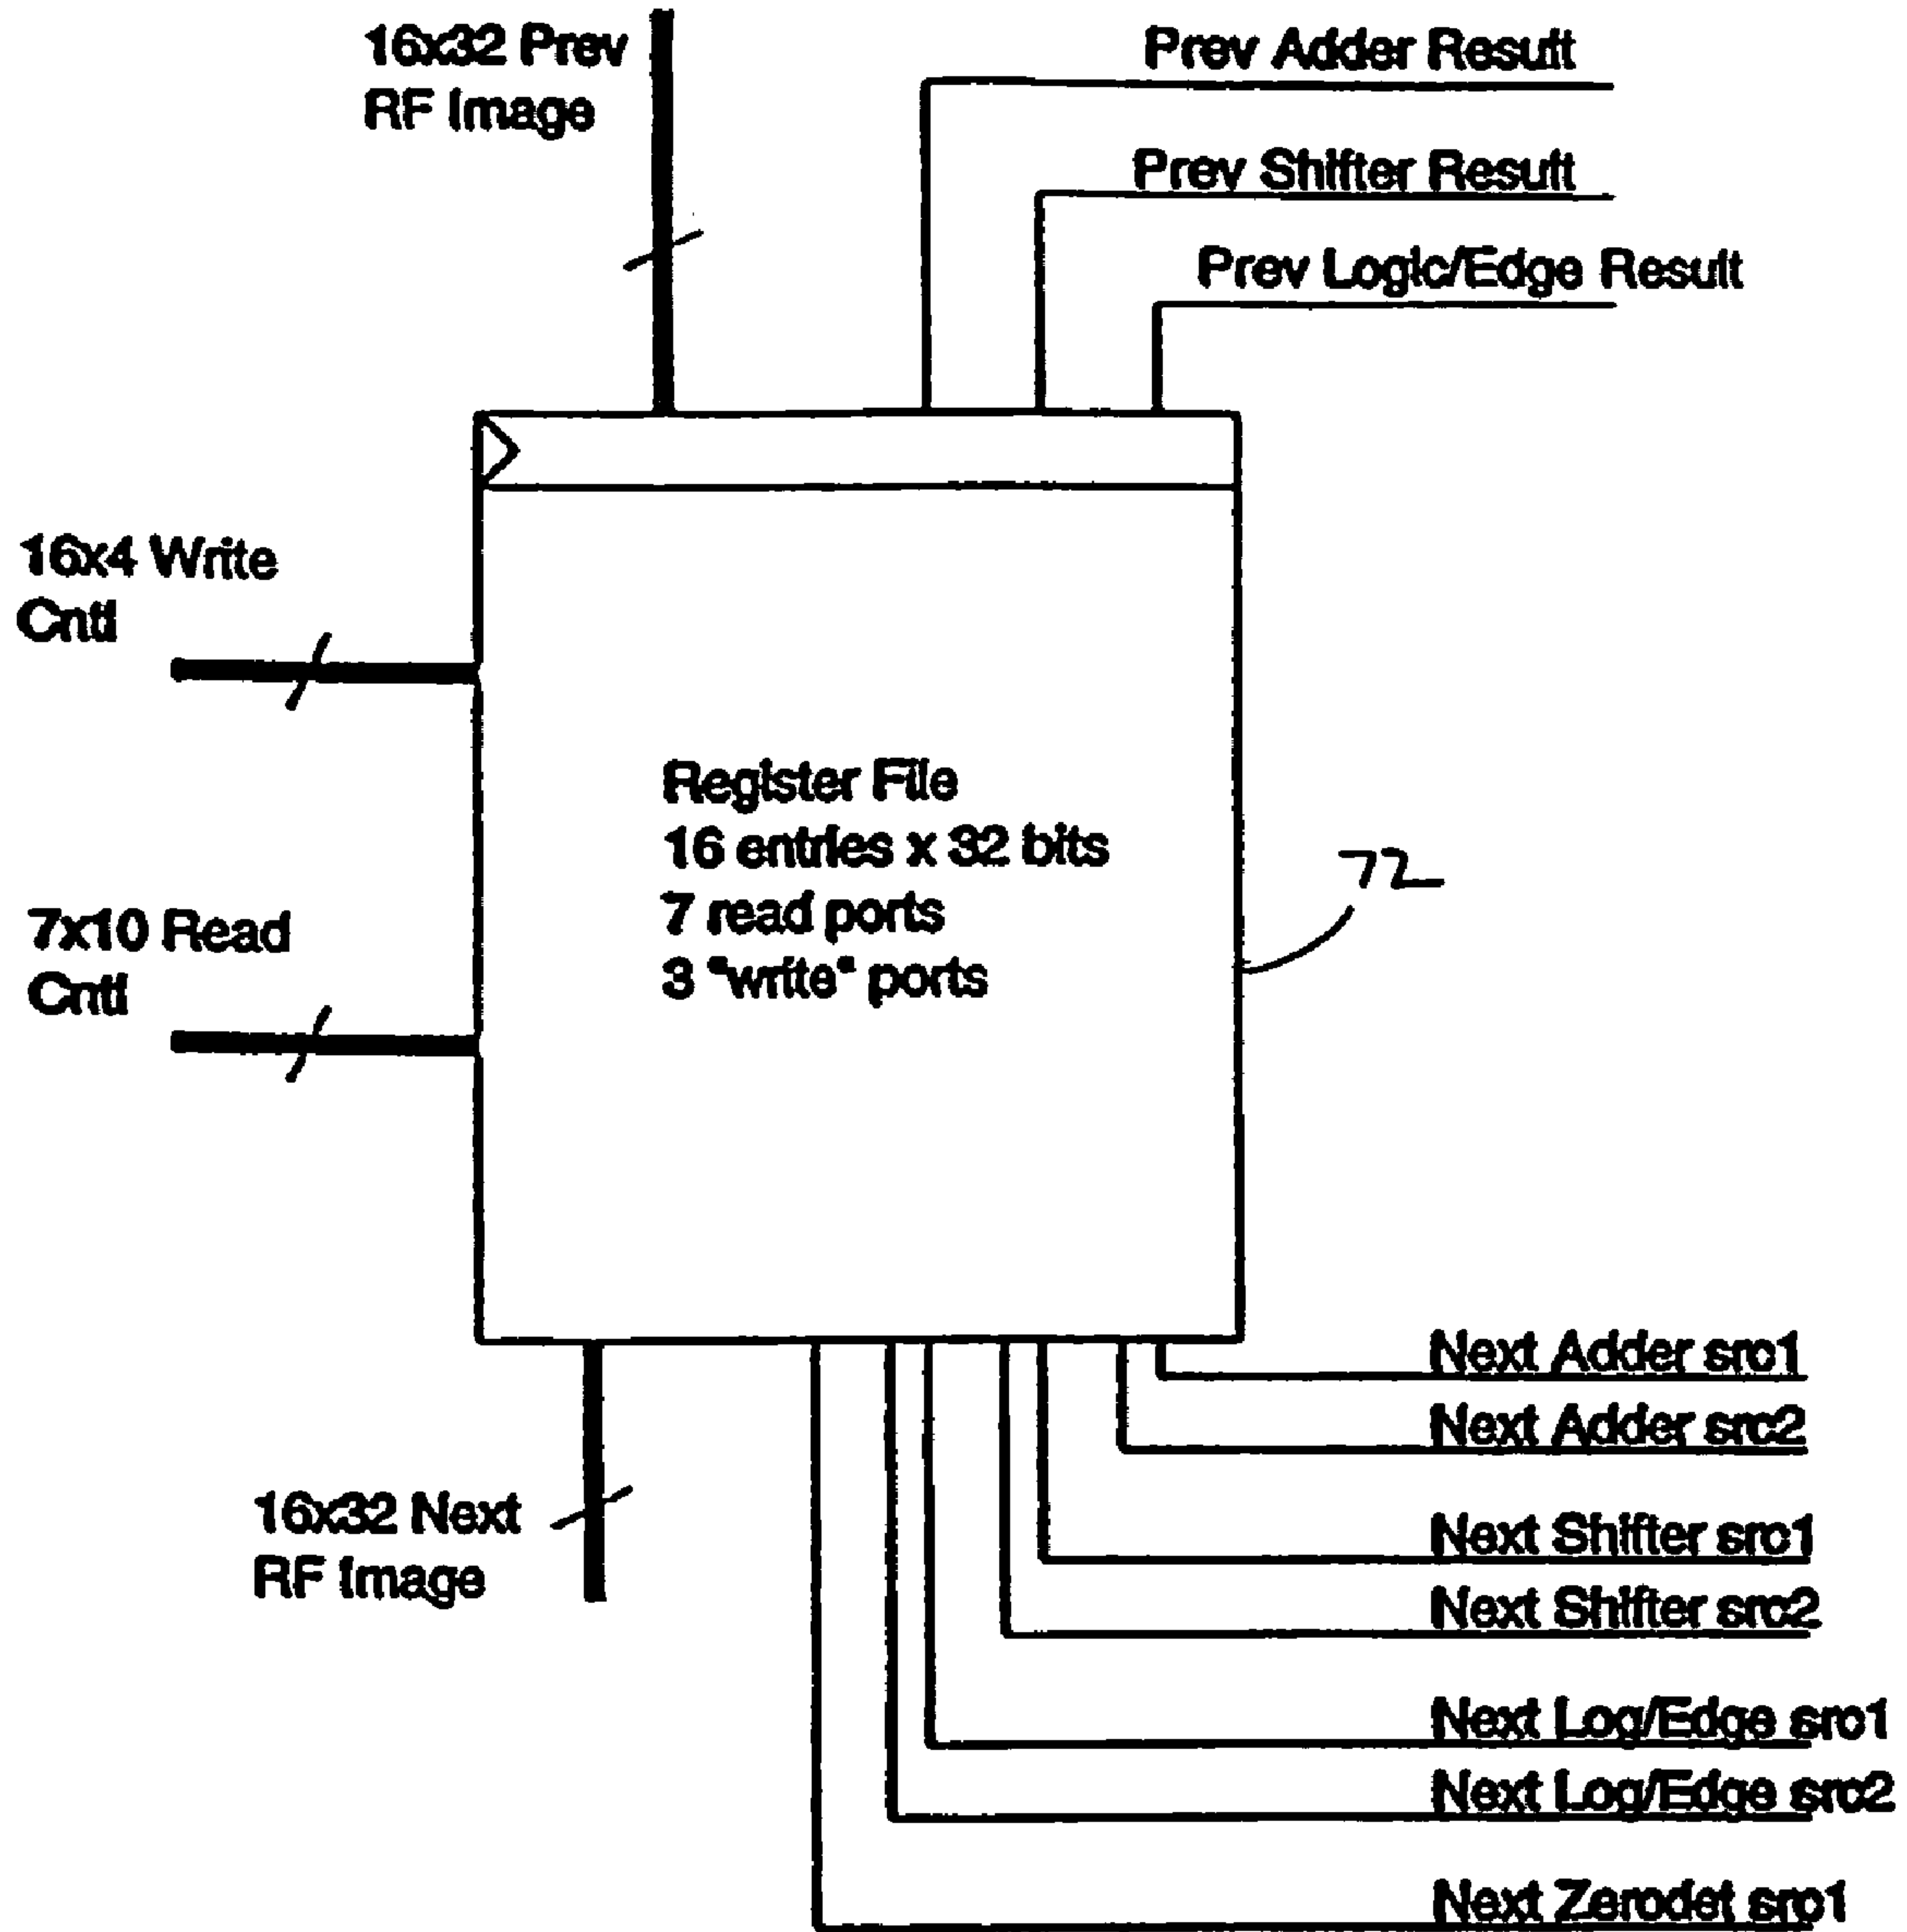 16x32 Prev
RF Image
Prev Adder Result
Prev Shifter Result
Prev Logic/Edge Result
16x4 Write
Cntl
7x10 Read
Cntl
Register File
16 entries x 32 bits
7 read ports
3 "write" ports
72
Next Adder src1
Next Adder src2
Next Shifter src1
Next Shifter src2
Next Log/Edge src1
Next Log/Edge src2
Next Zerodet src1
16x32 Next
RF Image